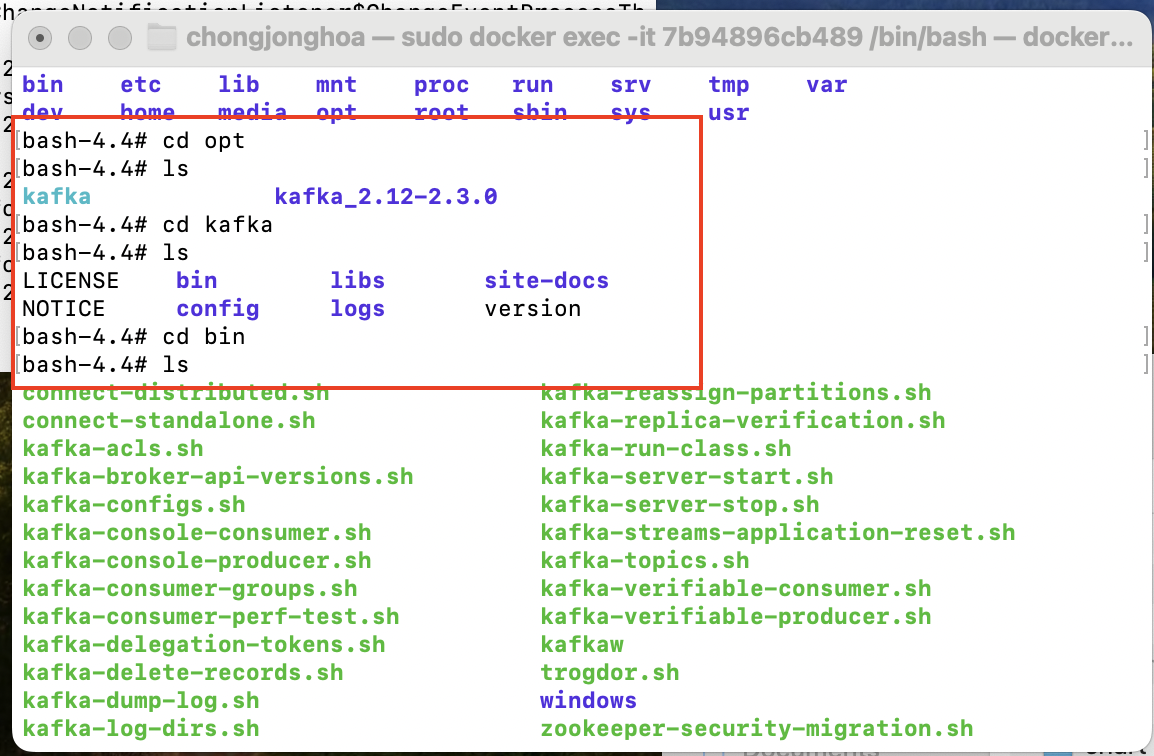 chongjonghoa — sudo docker exec -it 7b94896cb489 /bin/bash — docker...
bin etc lib mnt proc run srv tmp var
dev home media opt root sbin sys usr
[bash-4.4# cd opt ]
[bash-4.4# ls ]
kafka kafka_2.12-2.3.0
[bash-4.4# cd kafka ]
[bash-4.4# ls ]
LICENSE bin libs site-docs
NOTICE config logs version
[bash-4.4# cd bin ]
[bash-4.4# ls ]
connect-distributed.sh kafka-reassign-partitions.sh
connect-standalone.sh kafka-replica-verification.sh
kafka-acls.sh kafka-run-class.sh
kafka-broker-api-versions.sh kafka-server-start.sh
kafka-configs.sh kafka-server-stop.sh
kafka-console-consumer.sh kafka-streams-application-reset.sh
kafka-console-producer.sh kafka-topics.sh
kafka-consumer-groups.sh kafka-verifiable-consumer.sh
kafka-consumer-perf-test.sh kafka-verifiable-producer.sh
kafka-delegation-tokens.sh kafkaw
kafka-delete-records.sh trogdor.sh
kafka-dump-log.sh windows
kafka-log-dirs.sh zookeeper-security-migration.sh